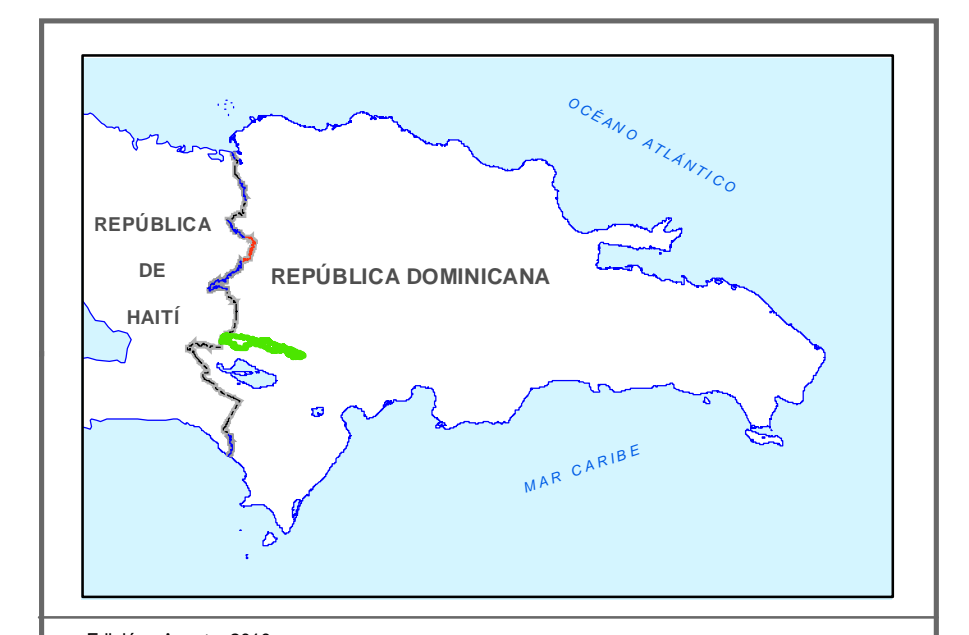 OCÉANO ATLÁNTICO
REPÚBLICA
DE
HAITÍ
REPÚBLICA DOMINICANA
MAR CARIBE